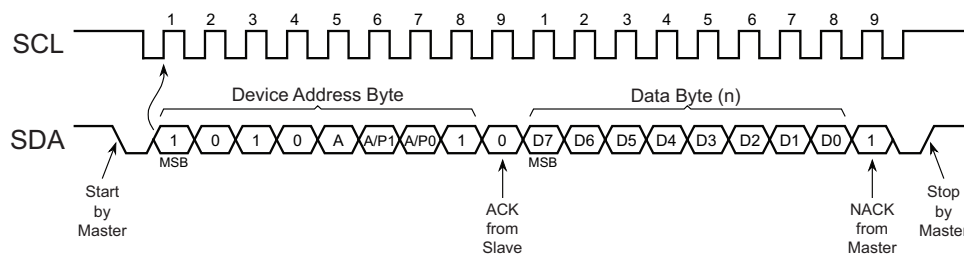 1 2 3 4 5 6 7 8 9 1 2 3 4 5 6 7 8 9
SCL
Device Address Byte Data Byte (n)
SDA 1 0 1 0 A A/P1 A/P0 1 0 D7 D6 D5 D4 D3 D2 D1 D0 1
MSB MSB
Start
by
Master
ACK
from
Slave
NACK
from
Master
Stop
by
Master